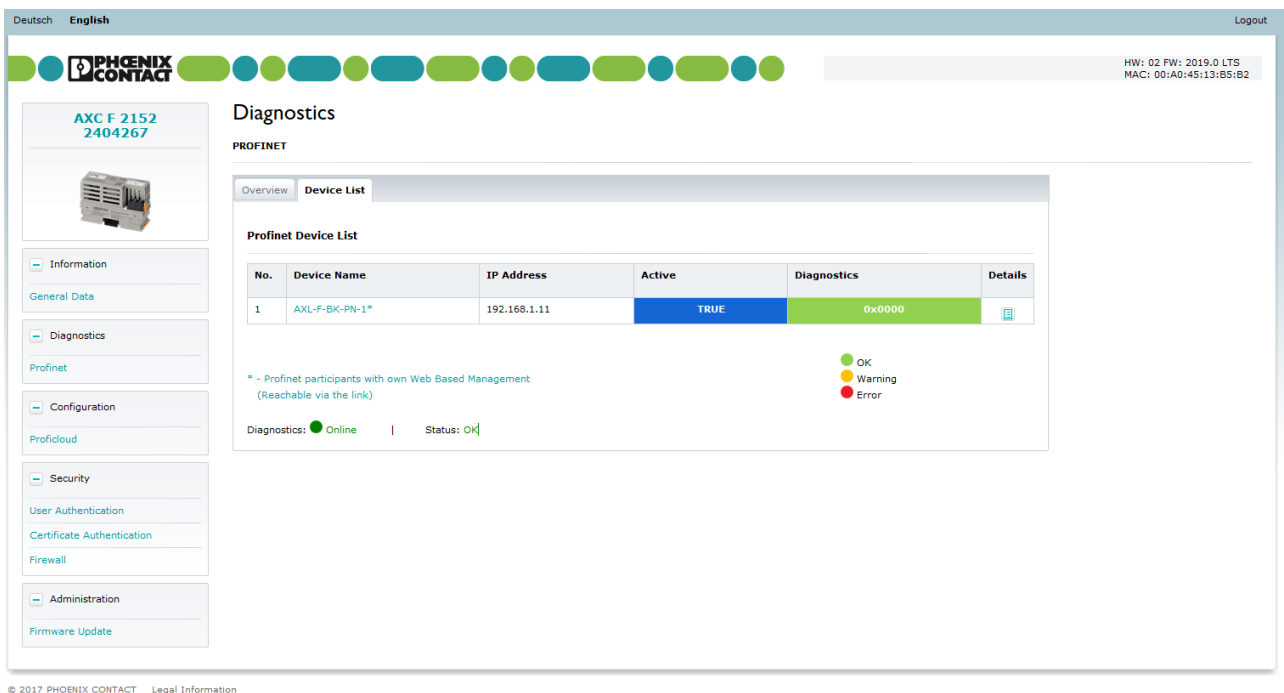 Deutsch English Logout
PHŒNIX
CONTACT
HW: 02 FW: 2019.0 LTS
MAC: 00:A0:45:13:B5:B2
AXC F 2152
2404267
Information
General Data
Diagnostics
Profinet
Configuration
Proficloud
Security
User Authentication
Certificate Authentication
Firewall
Administration
Firmware Update
Diagnostics
PROFINET
Overview Device List
Profinet Device List
No. Device Name IP Address Active Diagnostics Details
1 AXL-F-BK-PN-1* 192.168.1.11 TRUE 0x0000
OK
Warning
Error
* - Profinet participants with own Web Based Management
(Reachable via the link)
Diagnostics: Online | Status: OK
© 2017 PHOENIX CONTACT Legal Information